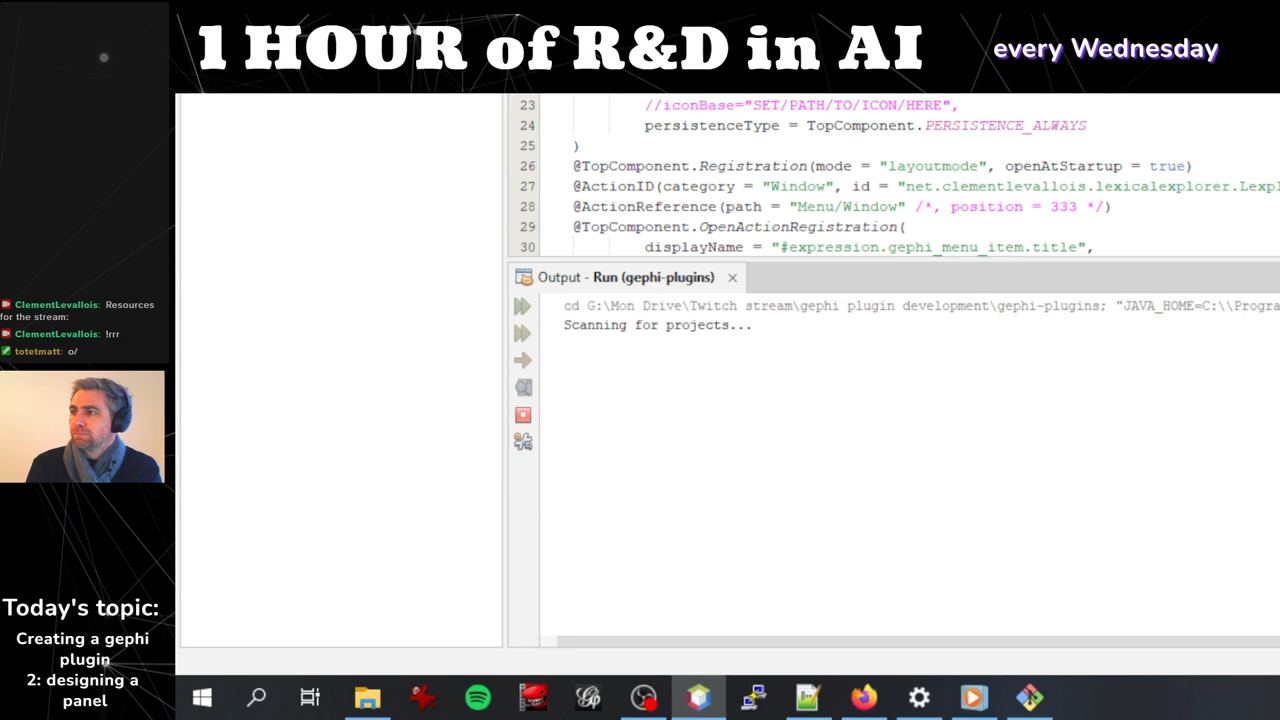 1 HOUR of R&D in AI
every Wednesday
23 //iconBase="SET/PATH/TO/ICON/HERE",
24 persistenceType = TopComponent.PERSISTENCE_ALWAYS
25 )
26 @TopComponent.Registration(mode = "layoutmode", openAtStartup = true)
27 @ActionID(category = "Window", id = "net.clementlevallois.lexicalexplorer.Lexpl
28 @ActionReference(path = "Menu/Window" /*, position = 333 */)
29 @TopComponent.OpenActionRegistration(
30 displayName = "#expression.gephi_menu_item.title",
Output - Run (gephi-plugins)
cd G:\Mon Drive\Twitch stream\gephi plugin development\gephi-plugins; "JAVA_HOME=C:\\Progra
Scanning for projects...
ClementLevallois: Resources
for the stream:
ClementLevallois: !rrr
totetmatt: o/
Today's topic:
Creating a gephi
plugin
2: designing a
panel